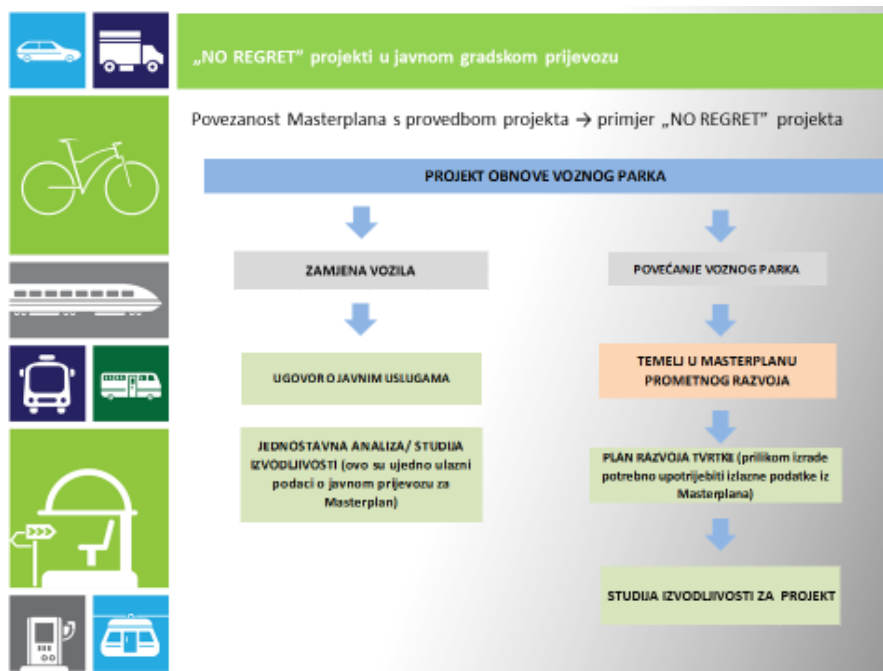 „NO REGRET” projekti u javnom gradskom prijevozu
Povezanost Masterplana s provedbom projekta → primjer „NO REGRET” projekta
PROJEKT OBNOVE VOZNOG PARKA
ZAMJENA VOZILA
UGOVOR O JAVNIM USLUGAMA
JEDNOSTAVNA ANALIZA/ STUDIJA
IZVODLJIVOSTI (ovo su ujedno ulazni
podaci o javnom prijevozu za
Masterplan)
POVEĆANJE VOZNOG PARKA
TEMELJ U MASTERPLANU
PROMETNOG RAZVOJA
PLAN RAZVOJA TVRTKE (prilikom izrade
potrebno upotrijebiti izlazne podatke iz
Masterplana)
STUDIJA IZVODLJIVOSTI ZA PROJEKT